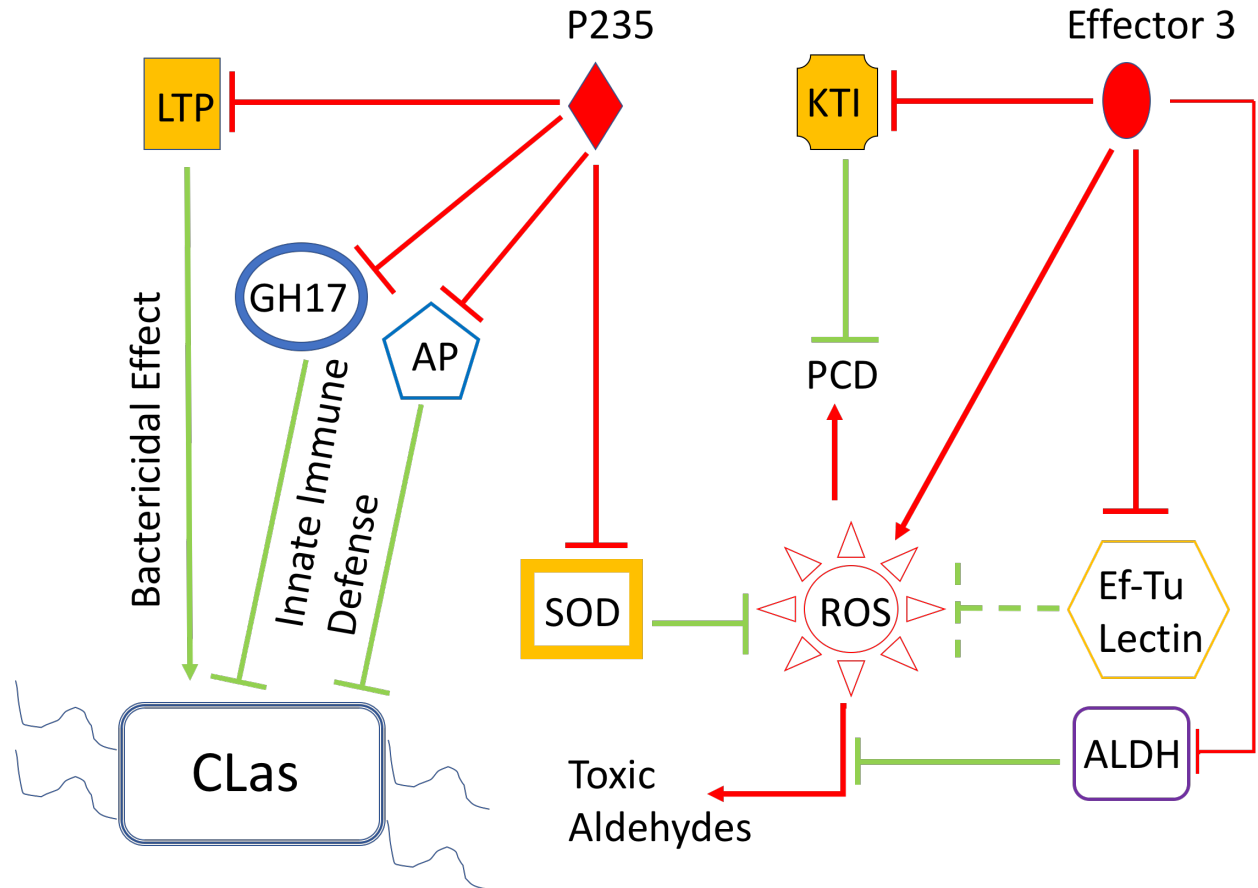 P235
Effector 3
LTP
KTI
GH17
AP
PCD
Bactericidal Effect
Innate Immune
Defense
SOD
ROS
Ef-Tu
Lectin
CLas
Toxic
Aldehydes
ALDH